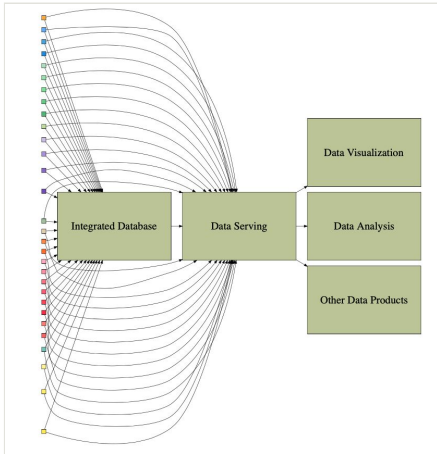 Data Visualization
Integrated Database
Data Serving
Data Analysis
Other Data Products